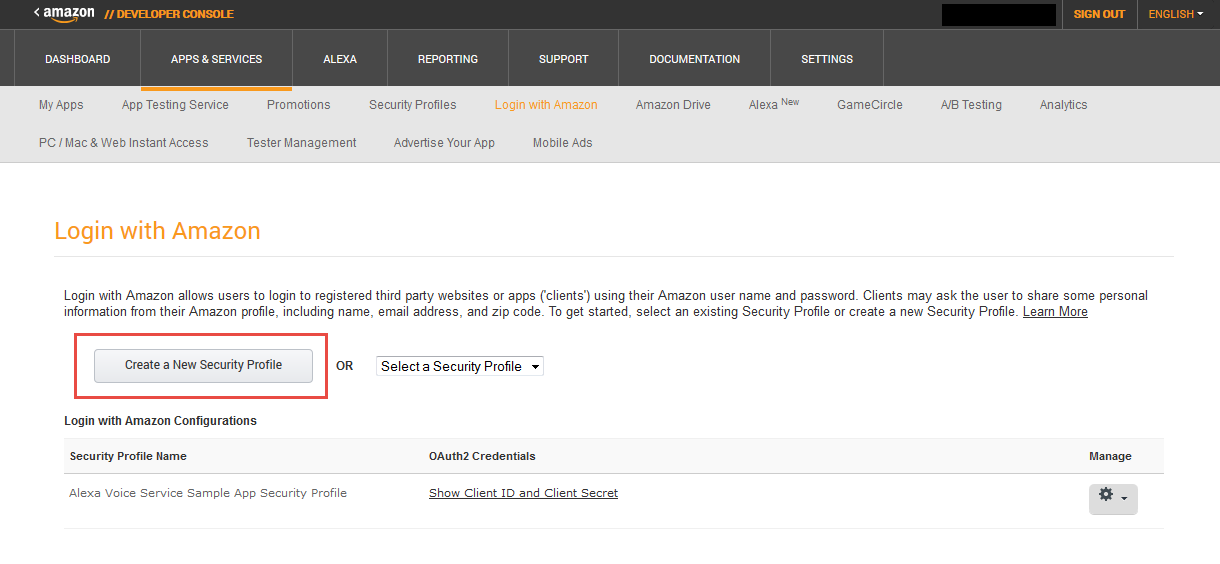 < amazon // DEVELOPER CONSOLE SIGN OUT ENGLISH
DASHBOARD APPS & SERVICES ALEXA REPORTING SUPPORT DOCUMENTATION SETTINGS
My Apps App Testing Service Promotions Security Profiles Login with Amazon Amazon Drive Alexa New GameCircle A/B Testing Analytics
PC / Mac & Web Instant Access Tester Management Advertise Your App Mobile Ads
Login with Amazon
Login with Amazon allows users to login to registered third party websites or apps ('clients') using their Amazon user name and password. Clients may ask the user to share some personal
information from their Amazon profile, including name, email address, and zip code. To get started, select an existing Security Profile or create a new Security Profile. Learn More
Create a New Security Profile OR Select a Security Profile
Login with Amazon Configurations
Security Profile Name OAuth2 Credentials Manage
Alexa Voice Service Sample App Security Profile Show Client ID and Client Secret